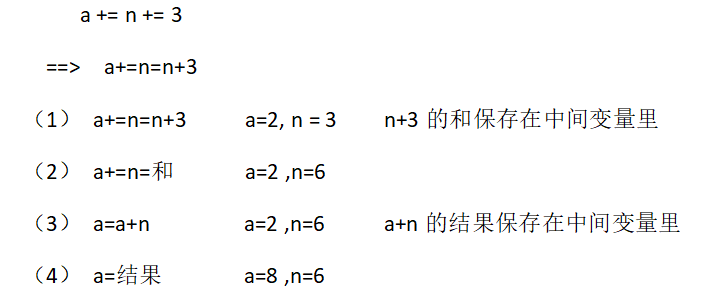 a += n += 3
==> a+=n=n+3
（1） a+=n=n+3 a=2, n = 3 n+3 的和保存在中间变量里
（2） a+=n=和 a=2 ,n=6
（3） a=a+n a=2 ,n=6 a+n 的结果保存在中间变量里
（4） a=结果 a=8 ,n=6